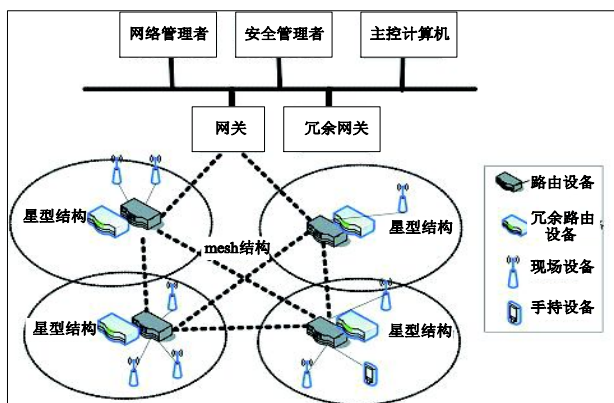 网络管理者
安全管理者
主控计算机
网关
冗余网关
星型结构
星型结构
mesh结构
星型结构
星型结构
路由设备
冗余路由
设备
现场设备
手持设备